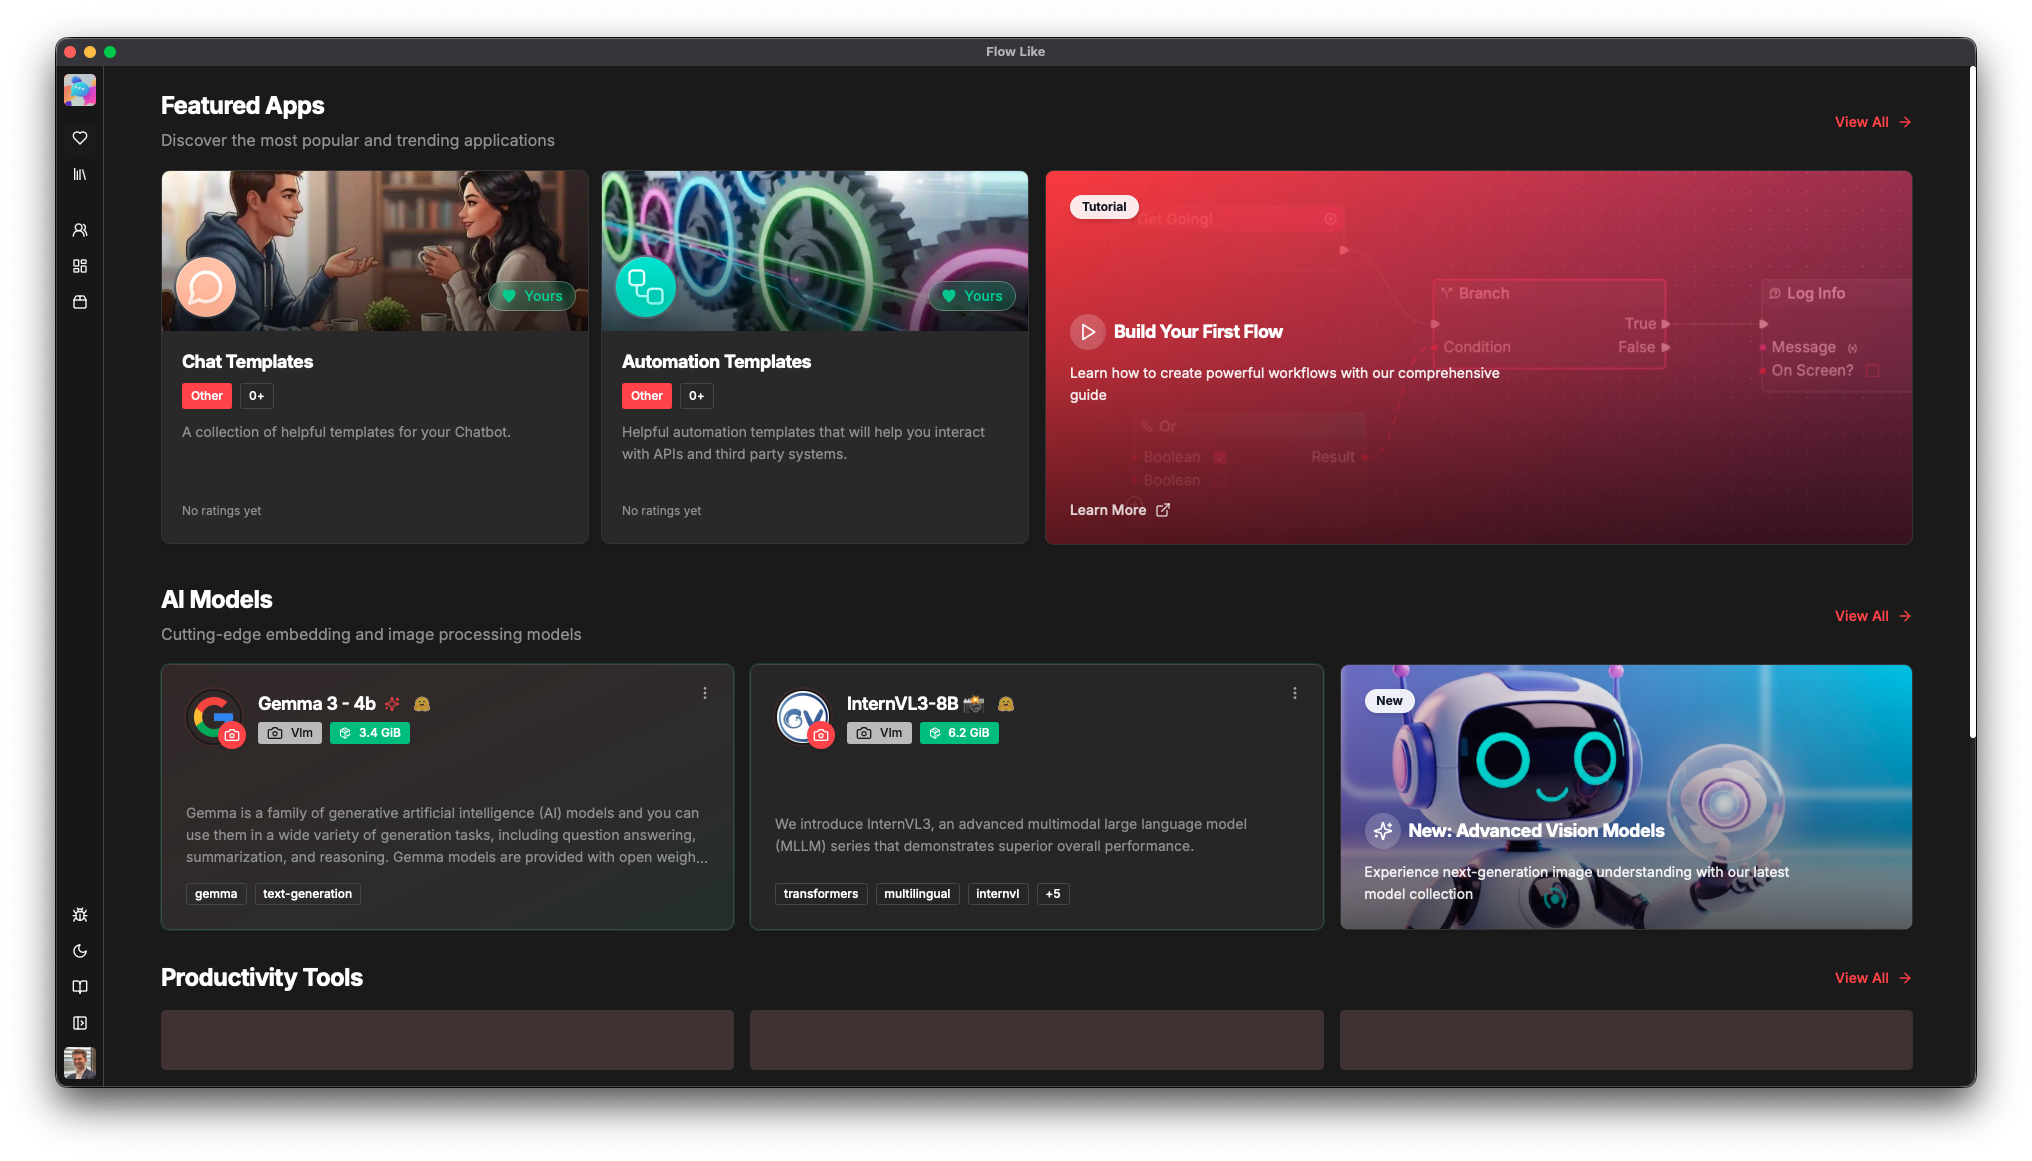 Flow Like
Featured Apps
Discover the most popular and trending applications
View All
Yours
Chat Templates
Other
0+
A collection of helpful templates for your Chatbot.
No ratings yet
Yours
Automation Templates
Other
0+
Helpful automation templates that will help you interact
with APIs and third party systems.
No ratings yet
Tutorial
Get Going!
Branch
True
Condition
False
Log Info
Message
On Screen?
Build Your First Flow
Learn how to create powerful workflows with our comprehensive
guide
Or
Boolean
Result
Boolean
Learn More
AI Models
Cutting-edge embedding and image processing models
View All
Gemma 3 - 4b
Vlm
3.4 GiB
Gemma is a family of generative artificial intelligence (AI) models and you can
use them in a wide variety of generation tasks, including question answering,
summarization, and reasoning. Gemma models are provided with open weigh...
gemma
text-generation
GV
InternVL3-8B
Vlm
6.2 GiB
We introduce InternVL3, an advanced multimodal large language model
(MLLM) series that demonstrates superior overall performance.
transformers
multilingual
internvl
+5
New
New: Advanced Vision Models
Experience next-generation image understanding with our latest
model collection
Productivity Tools
View All